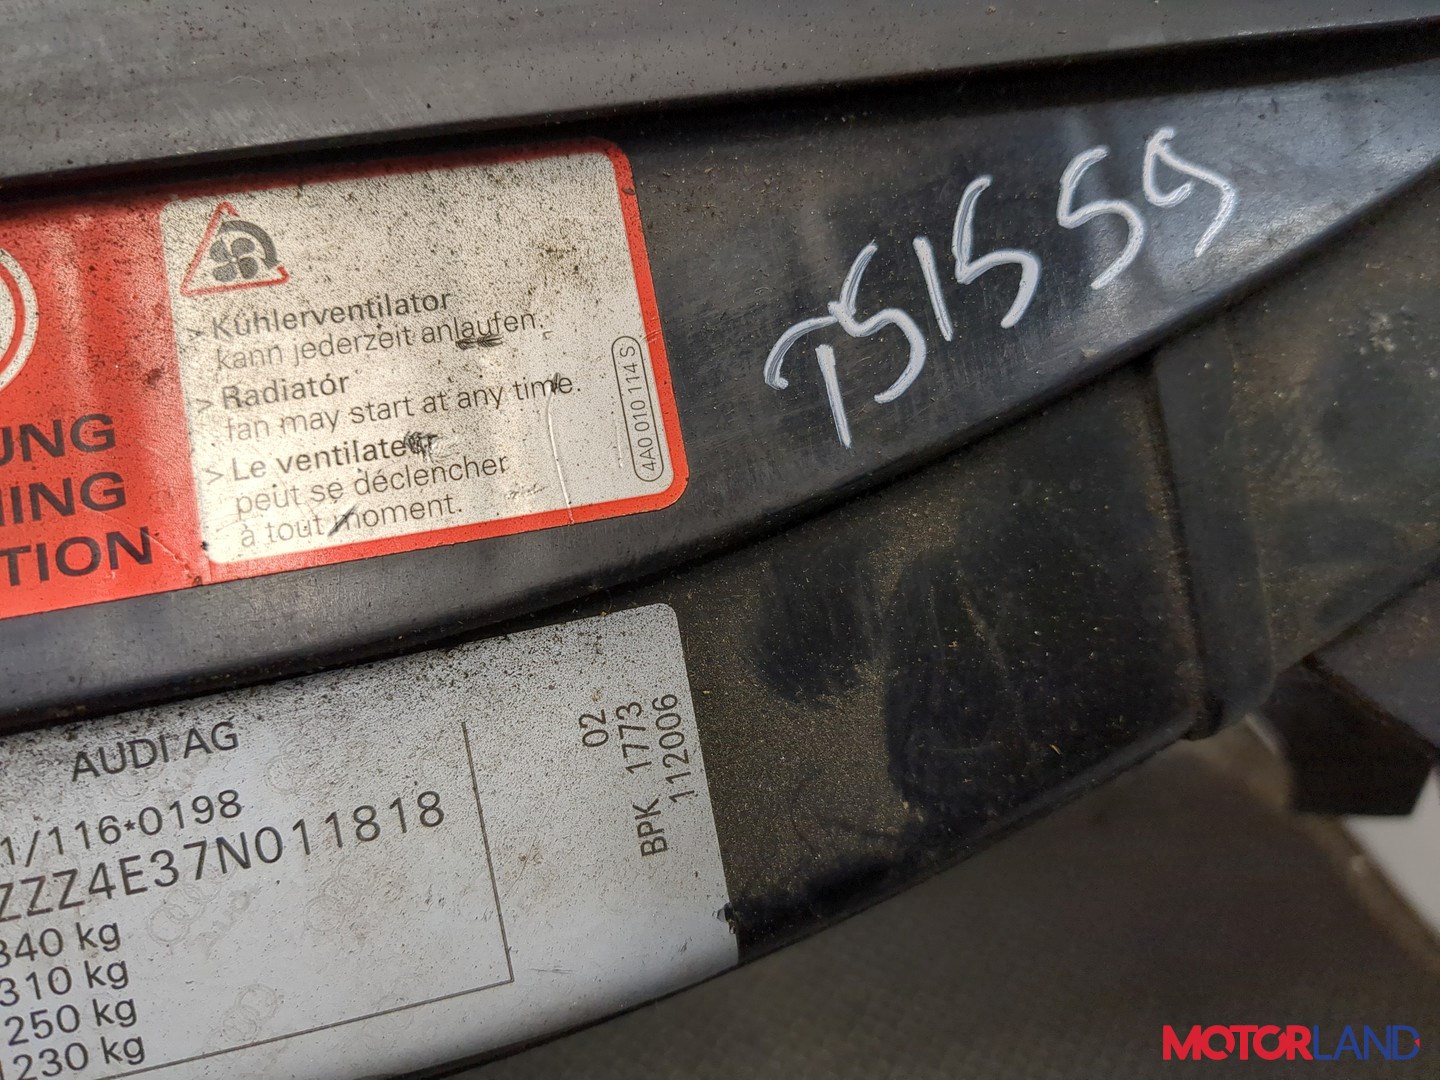 > Kühlerventilator
kann jederzeit anlaufen.
> Radiator
fan may start at any time.
> Le ventilateur
peut se déclencher
à tout moment.
4A0 010 114 S
UNG
NING
TION
TS1559
AUDI AG
1/116*0198
ZZZ4E37N011818
340 kg
310 kg
250 kg
230 kg
02
BPK 1773
112006
MOTORLAND